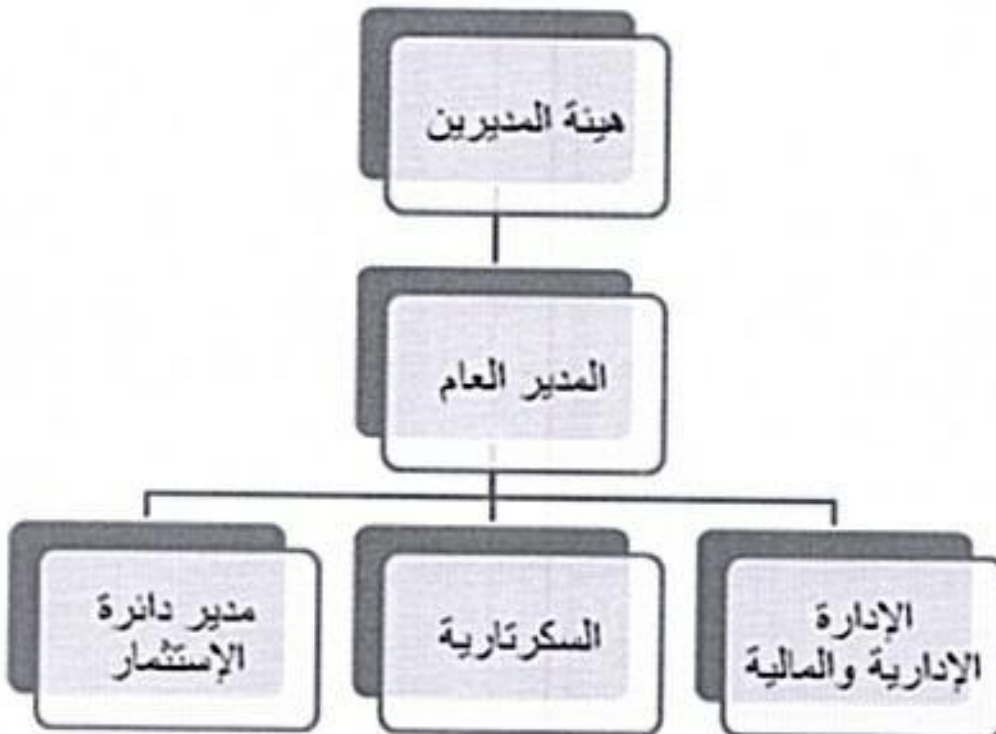 هيئة المديرين
المدير العام
الإدارة
الإدارية والمالية
السكرتارية
مدير دائرة
الإستثمار